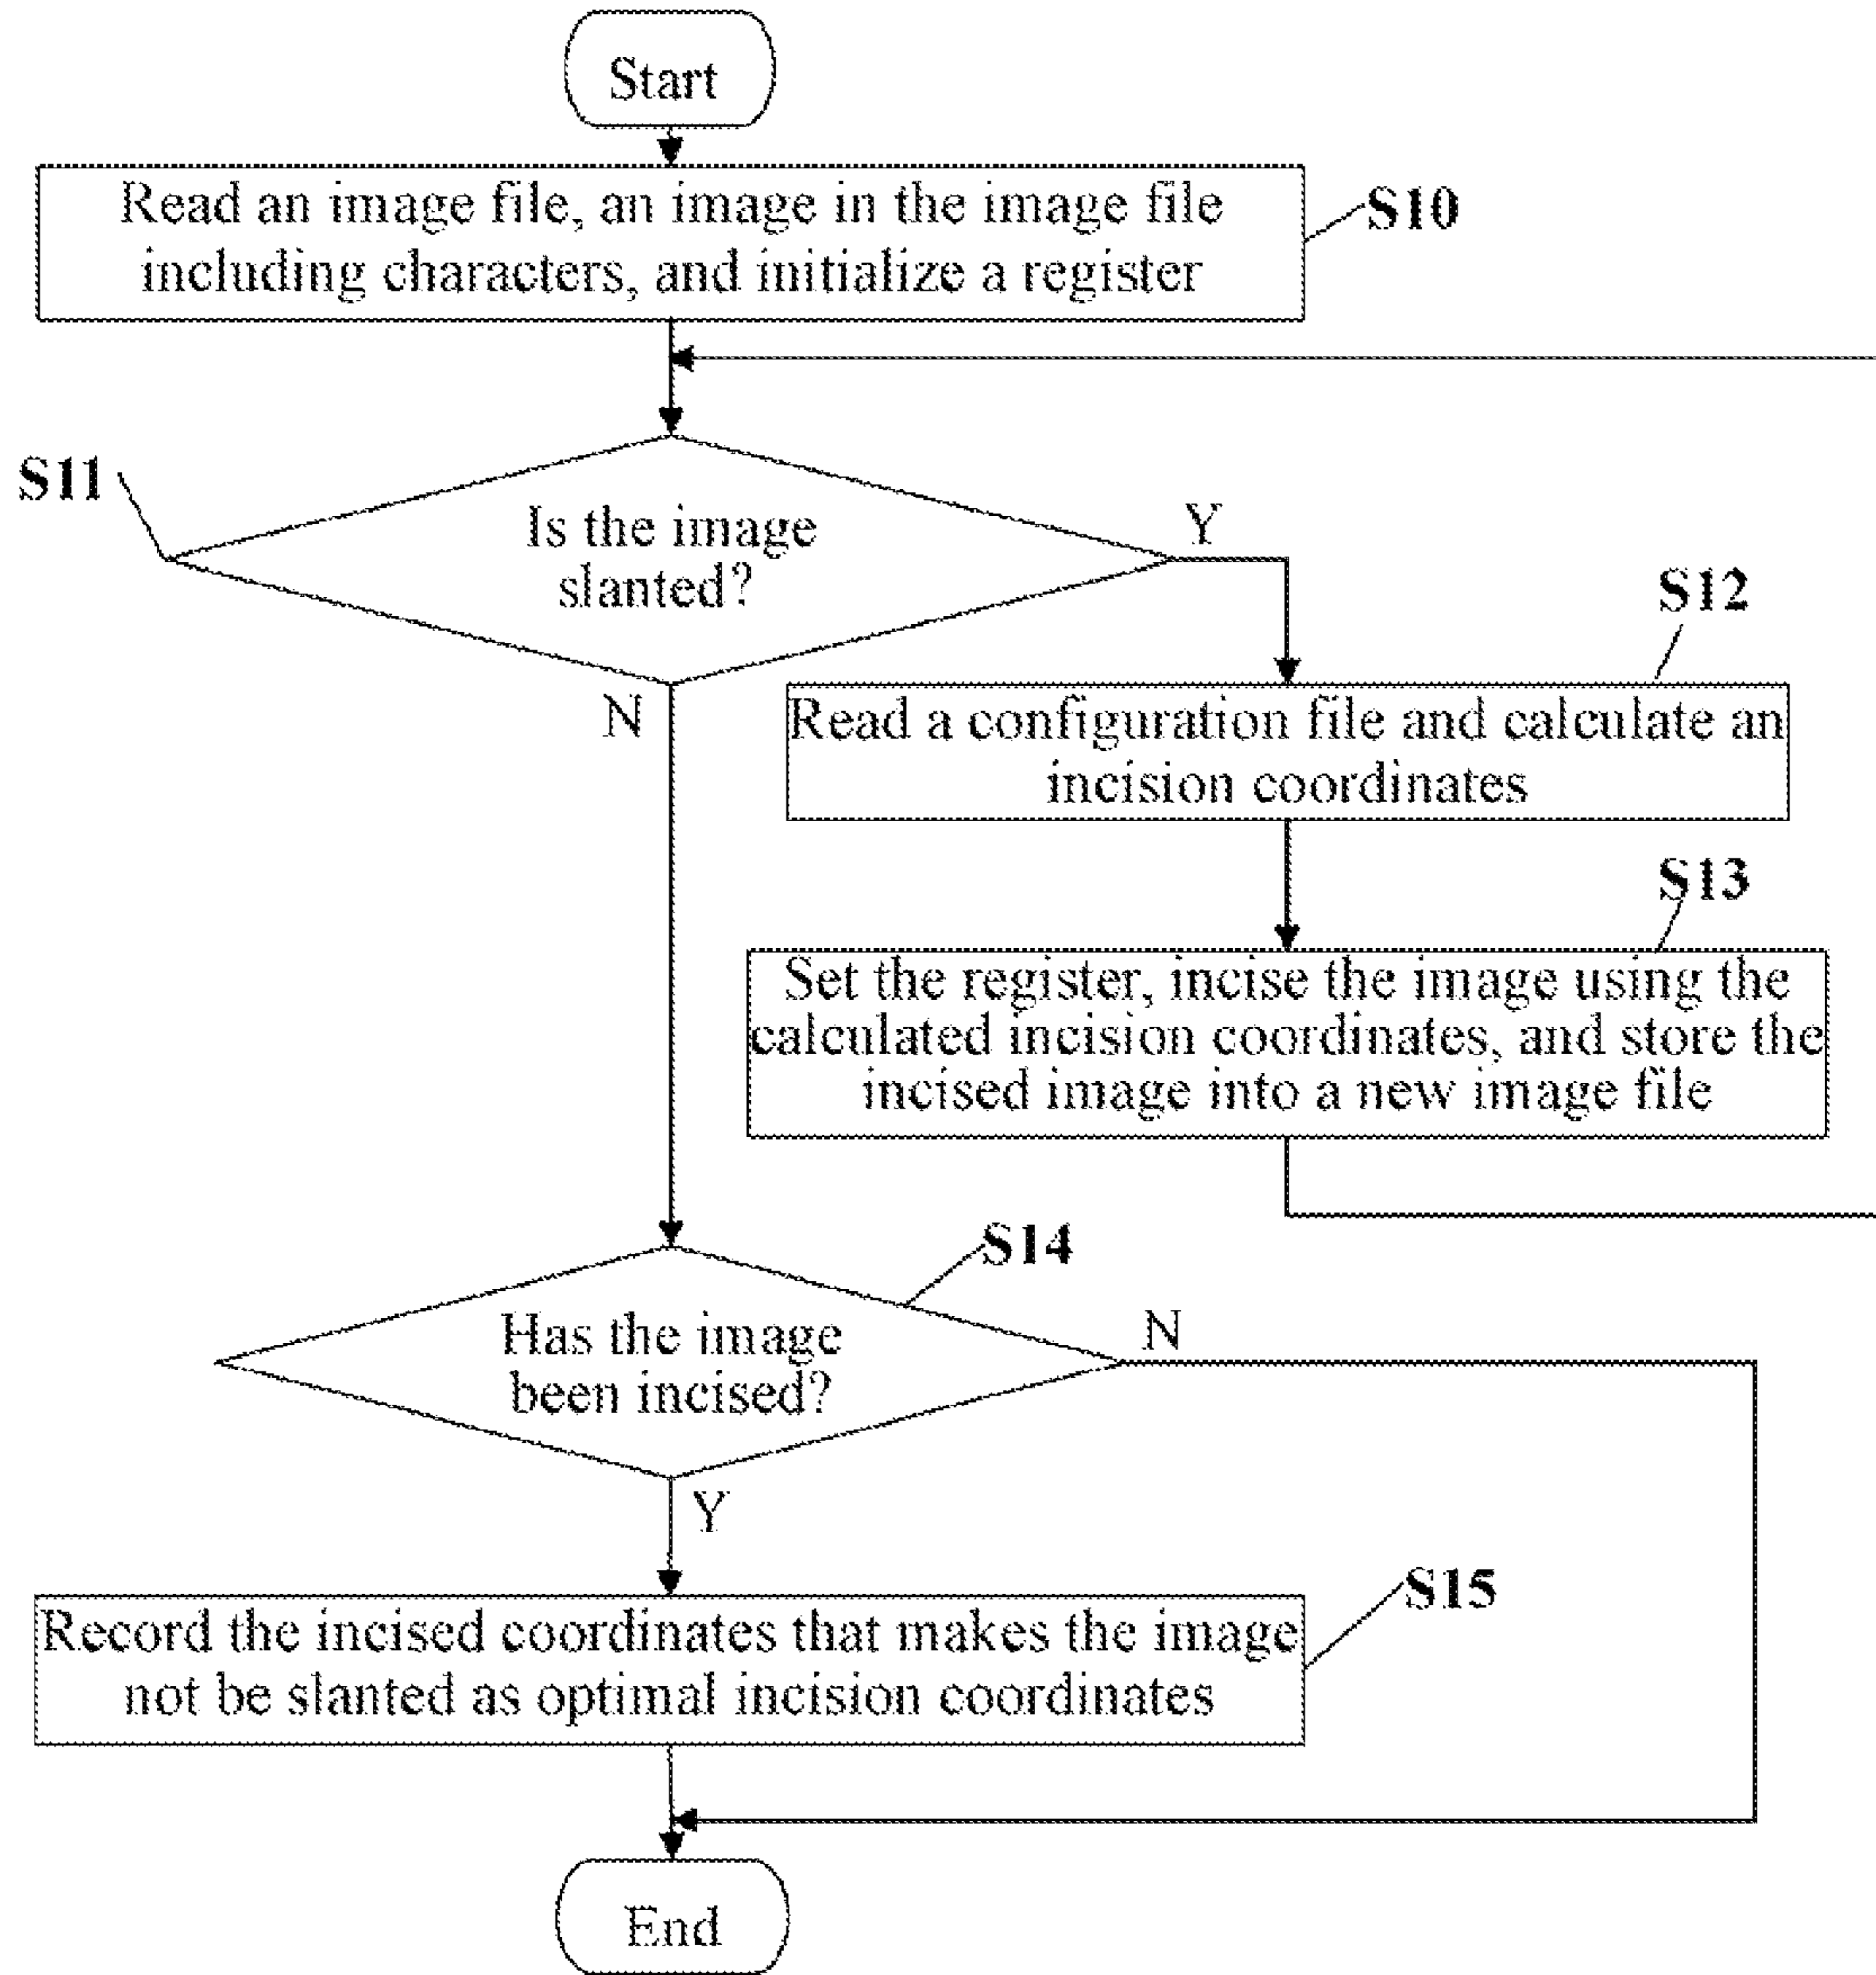 Start
Read an image file, an image in the image file
including characters, and initialize a register
S10
S11
Is the image
slanted?
Y
N
S12
Read a configuration file and calculate an
incision coordinates
S13
Set the register, incise the image using the
calculated incision coordinates, and store the
incised image into a new image file
S14
Has the image
been incised?
N
Y
S15
Record the incised coordinates that makes the image
not be slanted as optimal incision coordinates
End